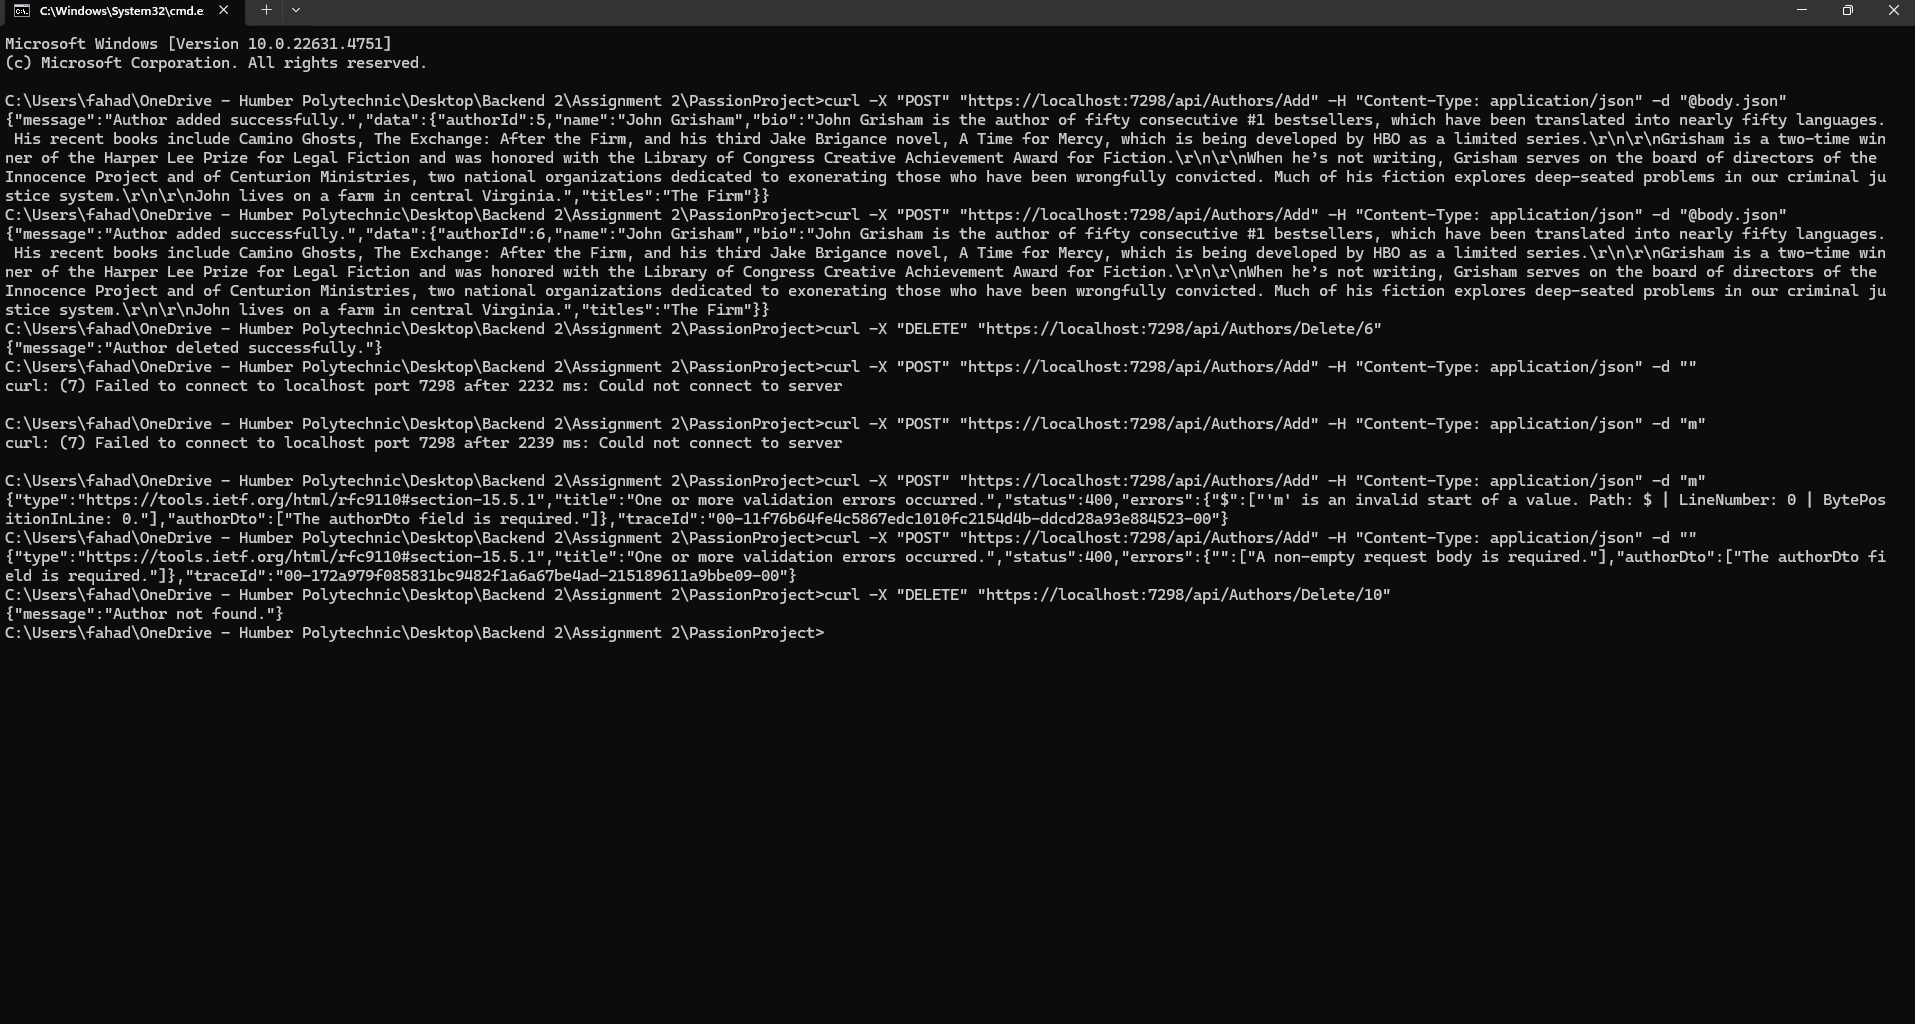 C:\Windows\System32\cmd.e
Microsoft Windows [Version 10.0.22631.4751]
(c) Microsoft Corporation. All rights reserved.
C:\Users\fahad\OneDrive - Humber Polytechnic\Desktop\Backend 2\Assignment 2\PassionProject>curl -X "POST" "https://localhost:7298/api/Authors/Add" -H "Content-Type: application/json" -d "@body.json"
{"message":"Author added successfully.","data":{"authorId":5,"name":"John Grisham","bio":"John Grisham is the author of fifty consecutive #1 bestsellers, which have been translated into nearly fifty languages.
 His recent books include Camino Ghosts, The Exchange: After the Firm, and his third Jake Brigance novel, A Time for Mercy, which is being developed by HBO as a limited series.\r\n\r\nGrisham is a two-time win
ner of the Harper Lee Prize for Legal Fiction and was honored with the Library of Congress Creative Achievement Award for Fiction.\r\n\r\nWhen he's not writing, Grisham serves on the board of directors of the
Innocence Project and of Centurion Ministries, two national organizations dedicated to exonerating those who have been wrongfully convicted. Much of his fiction explores deep-seated problems in our criminal ju
stice system.\r\n\r\nJohn lives on a farm in central Virginia.","titles":"The Firm"}}
C:\Users\fahad\OneDrive - Humber Polytechnic\Desktop\Backend 2\Assignment 2\PassionProject>curl -X "POST" "https://localhost:7298/api/Authors/Add" -H "Content-Type: application/json" -d "@body.json"
{"message":"Author added successfully.","data":{"authorId":6,"name":"John Grisham","bio":"John Grisham is the author of fifty consecutive #1 bestsellers, which have been translated into nearly fifty languages.
 His recent books include Camino Ghosts, The Exchange: After the Firm, and his third Jake Brigance novel, A Time for Mercy, which is being developed by HBO as a limited series.\r\n\r\nGrisham is a two-time win
ner of the Harper Lee Prize for Legal Fiction and was honored with the Library of Congress Creative Achievement Award for Fiction.\r\n\r\nWhen he's not writing, Grisham serves on the board of directors of the
Innocence Project and of Centurion Ministries, two national organizations dedicated to exonerating those who have been wrongfully convicted. Much of his fiction explores deep-seated problems in our criminal ju
stice system.\r\n\r\nJohn lives on a farm in central Virginia.","titles":"The Firm"}}
C:\Users\fahad\OneDrive - Humber Polytechnic\Desktop\Backend 2\Assignment 2\PassionProject>curl -X "DELETE" "https://localhost:7298/api/Authors/Delete/6"
{"message":"Author deleted successfully."}
C:\Users\fahad\OneDrive - Humber Polytechnic\Desktop\Backend 2\Assignment 2\PassionProject>curl -X "POST" "https://localhost:7298/api/Authors/Add" -H "Content-Type: application/json" -d ""
curl: (7) Failed to connect to localhost port 7298 after 2232 ms: Could not connect to server
C:\Users\fahad\OneDrive - Humber Polytechnic\Desktop\Backend 2\Assignment 2\PassionProject>curl -X "POST" "https://localhost:7298/api/Authors/Add" -H "Content-Type: application/json" -d "m"
curl: (7) Failed to connect to localhost port 7298 after 2239 ms: Could not connect to server
C:\Users\fahad\OneDrive - Humber Polytechnic\Desktop\Backend 2\Assignment 2\PassionProject>curl -X "POST" "https://localhost:7298/api/Authors/Add" -H "Content-Type: application/json" -d "m"
{"type":"https://tools.ietf.org/html/rfc9110#section-15.5.1","title":"One or more validation errors occurred.","status":400,"errors":{"$":["'m' is an invalid start of a value. Path: $ | LineNumber: 0 | BytePos
itionInLine: 0."],"authorDto":["The authorDto field is required."]},"traceId":"00-11f76b64fe4c5867edc1010fc2154d4b-ddcd28a93e884523-00"}
C:\Users\fahad\OneDrive - Humber Polytechnic\Desktop\Backend 2\Assignment 2\PassionProject>curl -X "POST" "https://localhost:7298/api/Authors/Add" -H "Content-Type: application/json" -d ""
{"type":"https://tools.ietf.org/html/rfc9110#section-15.5.1","title":"One or more validation errors occurred.","status":400,"errors":{"":["A non-empty request body is required."],"authorDto":["The authorDto fi
eld is required."]},"traceId":"00-172a979f085831bc9482f1a6a67be4ad-215189611a9bbe09-00"}
C:\Users\fahad\OneDrive - Humber Polytechnic\Desktop\Backend 2\Assignment 2\PassionProject>curl -X "DELETE" "https://localhost:7298/api/Authors/Delete/10"
{"message":"Author not found."}
C:\Users\fahad\OneDrive - Humber Polytechnic\Desktop\Backend 2\Assignment 2\PassionProject>